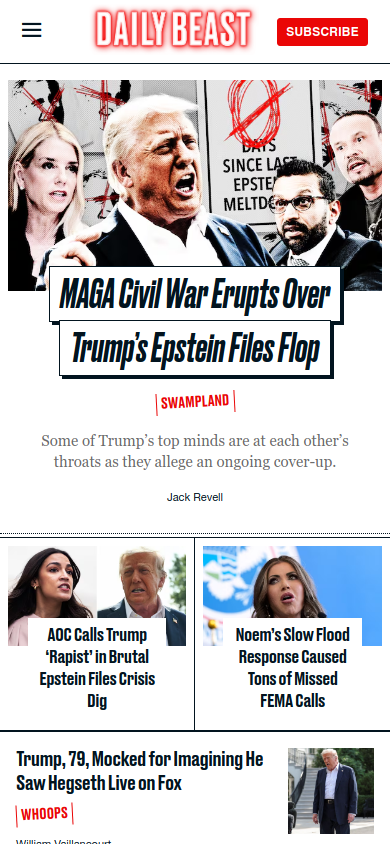 DAILY BEAST
SUBSCRIBE
DAYS
SINCE LAST
MAGA Civil War Erupts Over
Trump's Epstein Files Flop
SWAMPLAND
Some of Trump's top minds are at each other's
throats as they allege an ongoing cover-up.
Jack Revell
AOC Calls Trump
'Rapist' in Brutal
Epstein Files Crisis
Dig
Noem's Slow Flood
Response Caused
Tons of Missed
FEMA Calls
Trump, 79, Mocked for Imagining He
Saw Hegseth Live on Fox
WHOOPS
William Vaillancourt